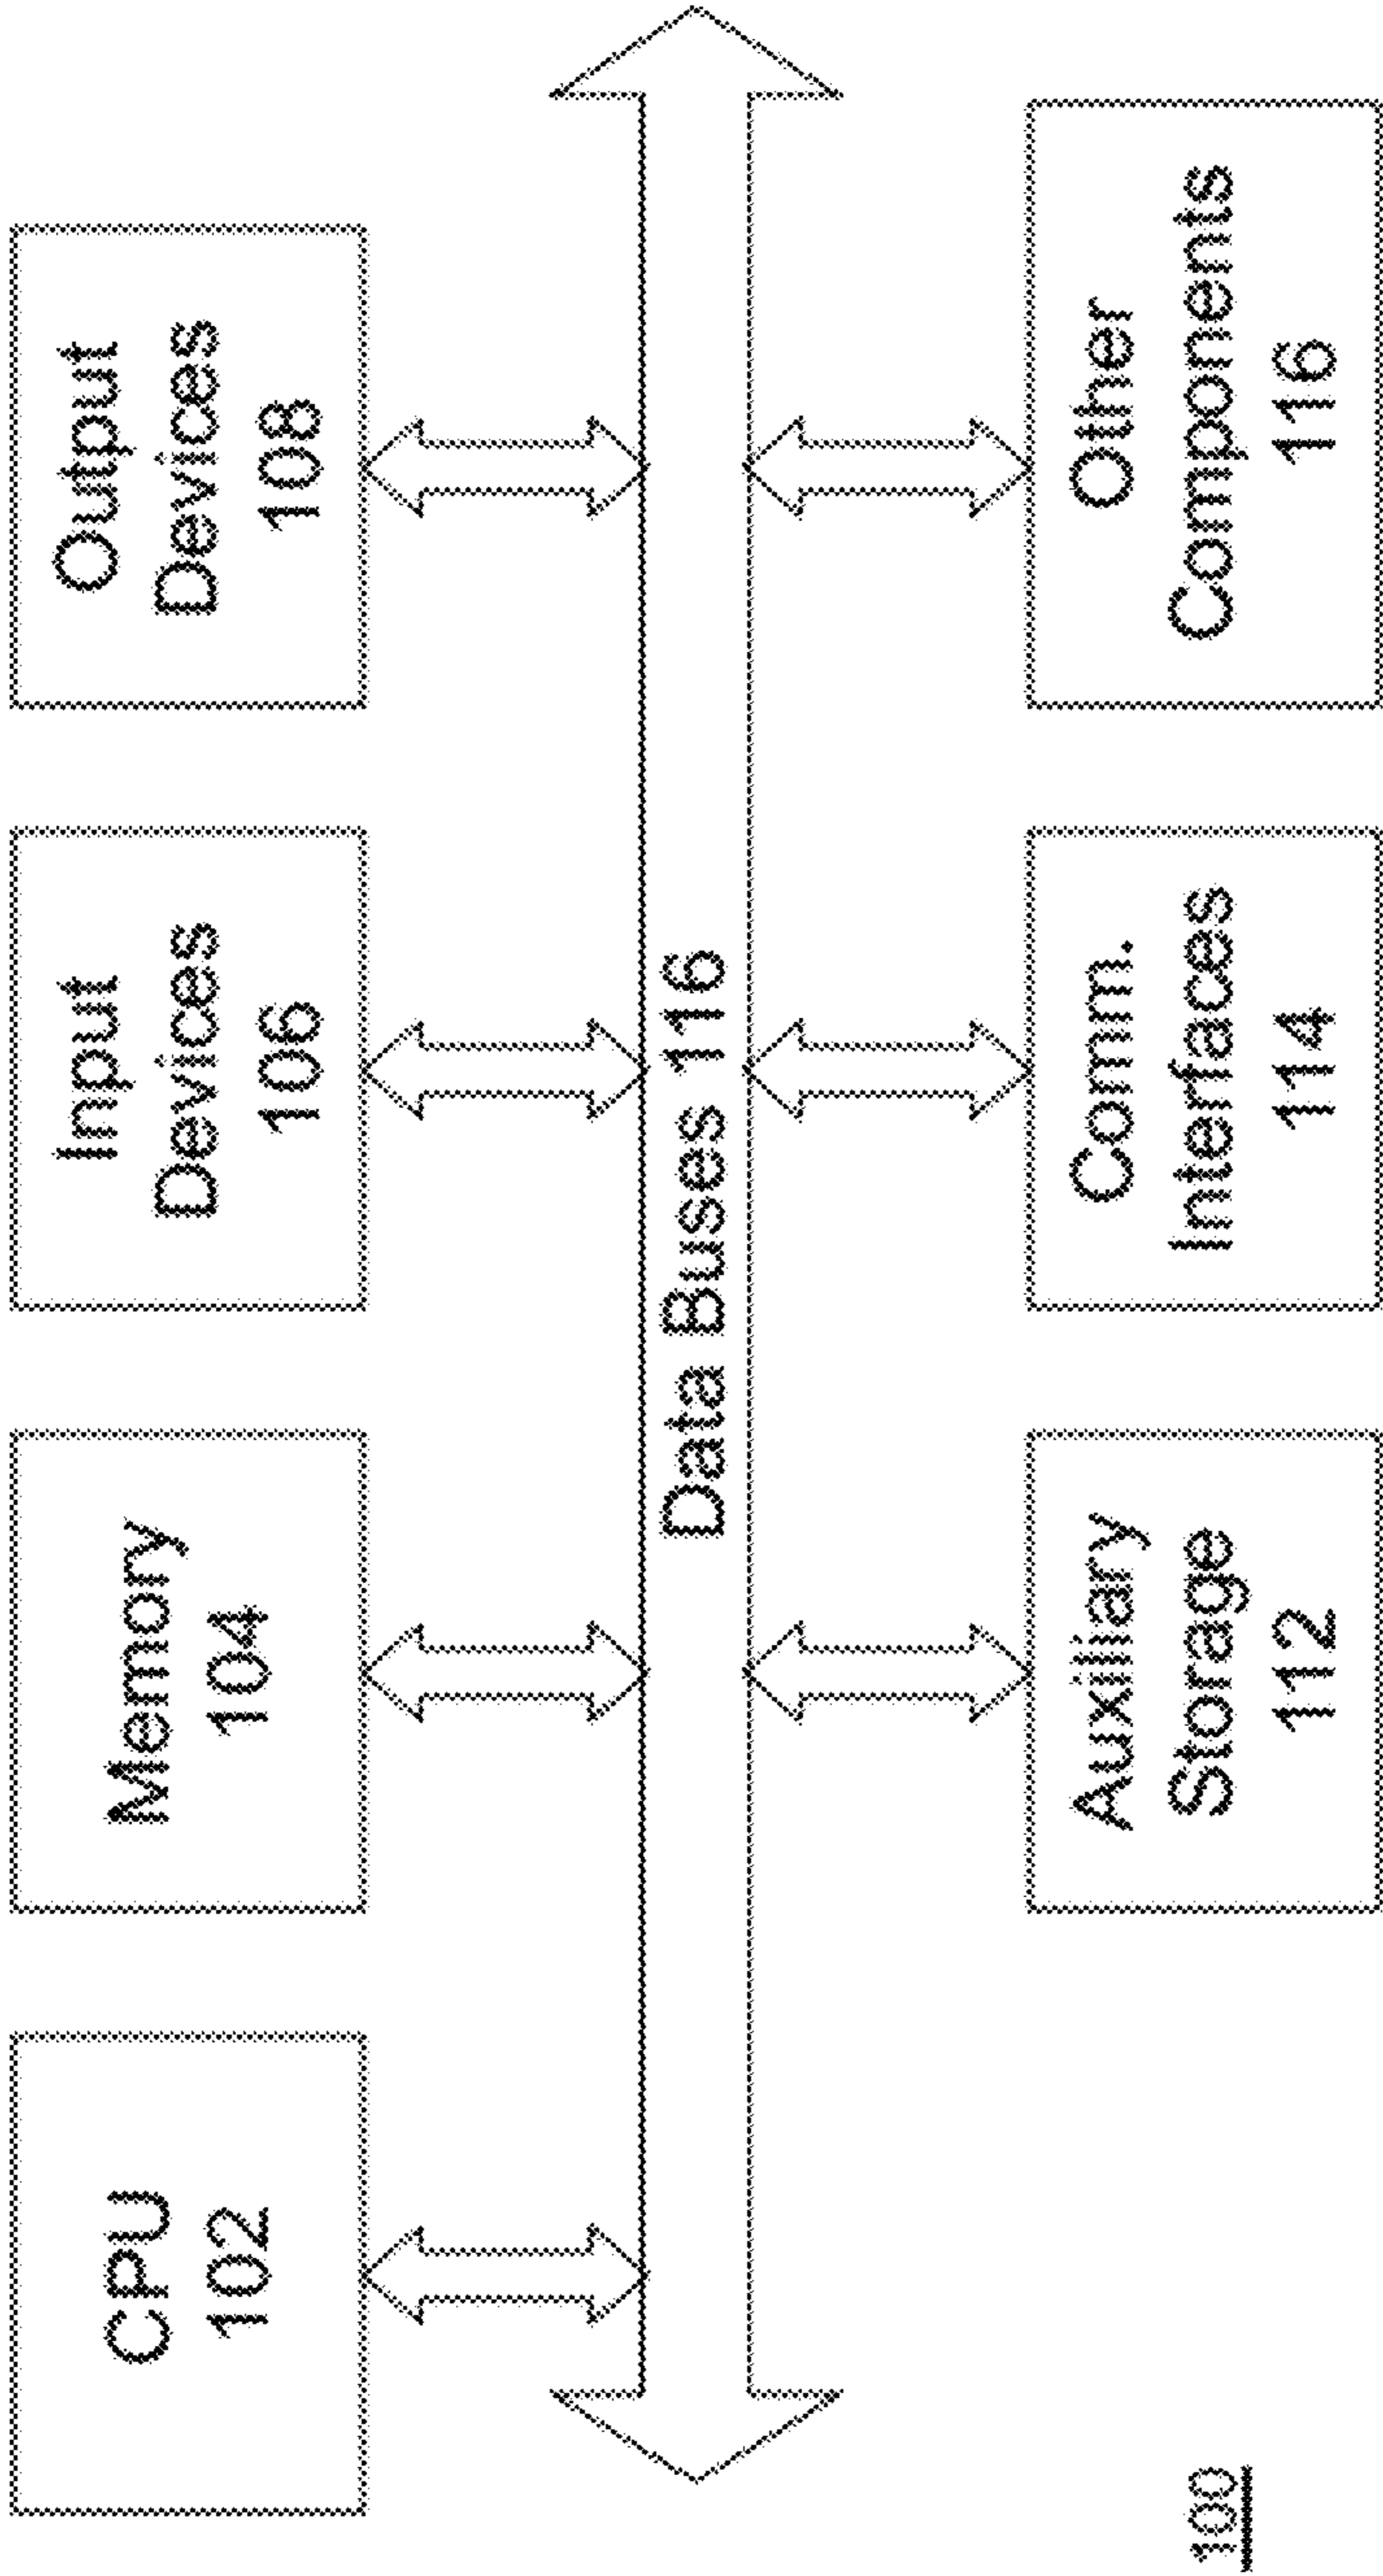 CPU
102
Memory
104
Input
Devices
106
Output
Devices
108
Data Buses 116
Auxiliary
Storage
112
Comm.
Interfaces
114
Other
Components
116
100